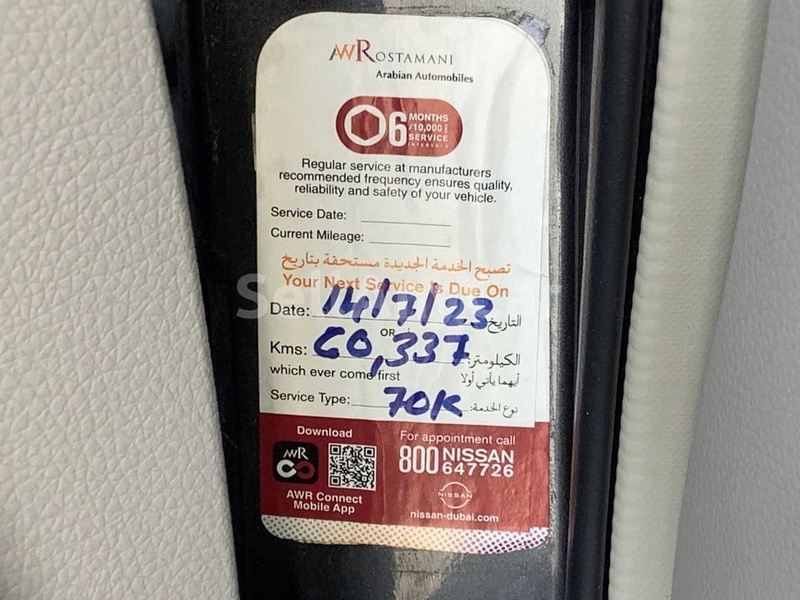 AWROSTAMANI
Arabian Automobiles
6 MONTHS
/10,000
SERVICE
INTERVALS
Regular service at manufacturers
recommended frequency ensures quality,
reliability and safety of your vehicle.
Service Date:
Current Mileage:
تصبح الخدمة الجديدة مستحقة بتاريخ
Your Next Service Is Due On
Date: 14/7/23 التاريخ:
OR
Kms: 60,337 الكيلومتر:
which ever come first أيهما يأتي أولا
Service Type: 70K نوع الخدمة:
Download
AWR
AWR Connect
Mobile App
For appointment call
800 NISSAN
647726
NISSAN
nissan-dubai.com